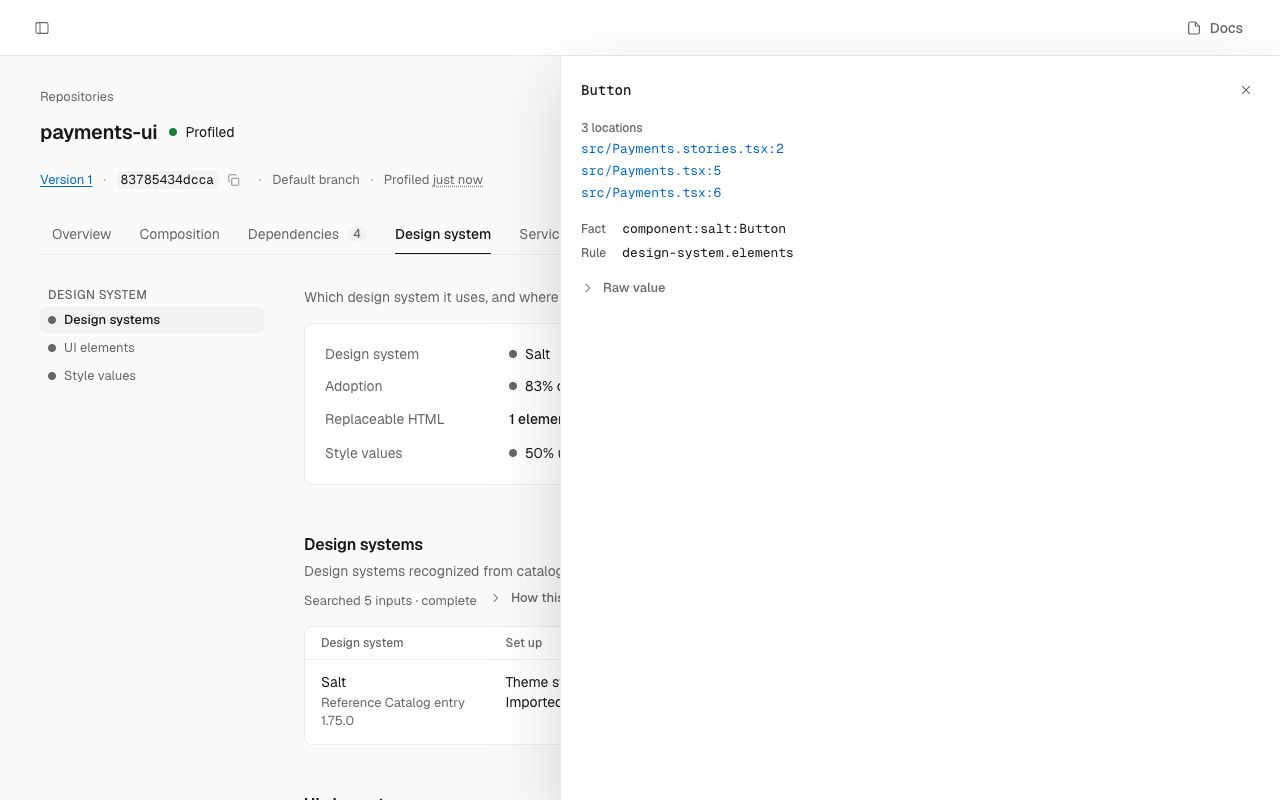 Docs
Repositories
payments-ui Profiled
Version 1 · 83785434dcca · Default branch · Profiled just now
Overview Composition Dependencies 4 Design system Servic
DESIGN SYSTEM
Design systems
UI elements
Style values
Which design system it uses, and where
Design system Salt
Adoption 83%
Replaceable HTML 1 elemen
Style values 50%
Design systems
Design systems recognized from catalog
Searched 5 inputs · complete How this
Design system Set up
Salt Theme
Reference Catalog entry Imported
1.75.0
Button
3 locations
src/Payments.stories.tsx:2
src/Payments.tsx:5
src/Payments.tsx:6
Fact component:salt:Button
Rule design-system.elements
Raw value